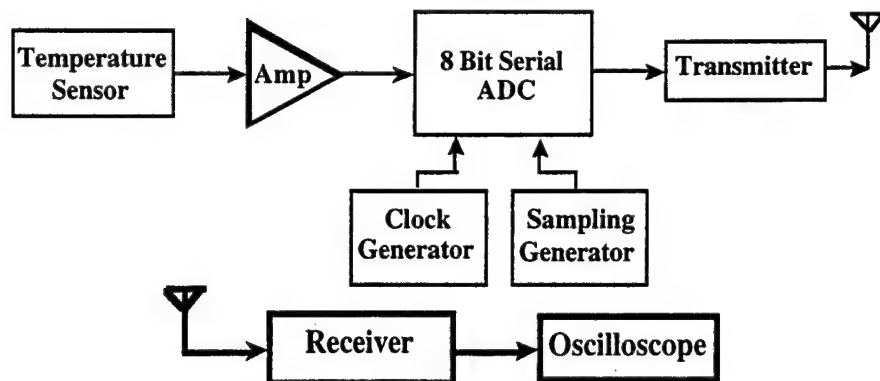 Temperature
Sensor
Amp
8 Bit Serial
ADC
Transmitter
Clock
Generator
Sampling
Generator
Receiver
Oscilloscope